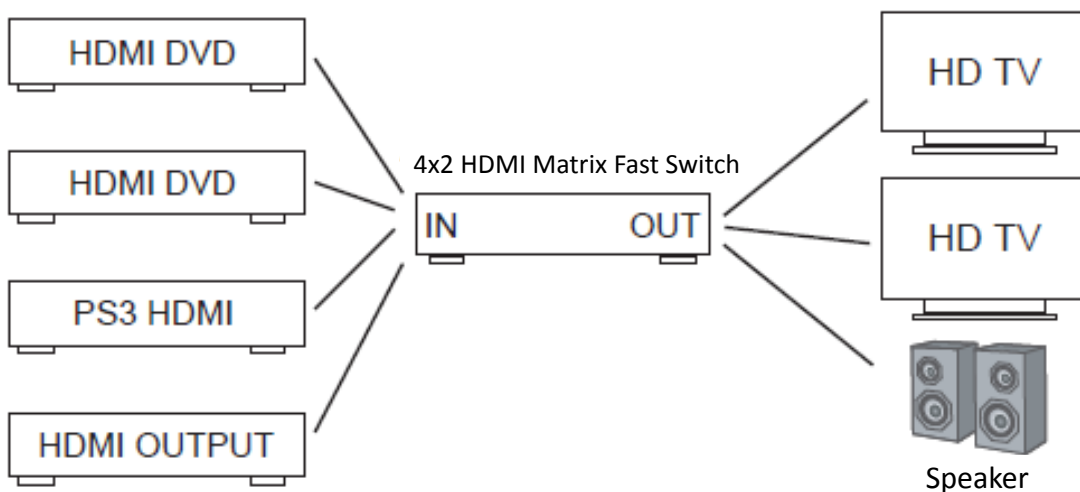 HDMI DVD
HDMI DVD
PS3 HDMI
HDMI OUTPUT
4x2 HDMI Matrix Fast Switch
IN OUT
HD TV
HD TV
Speaker